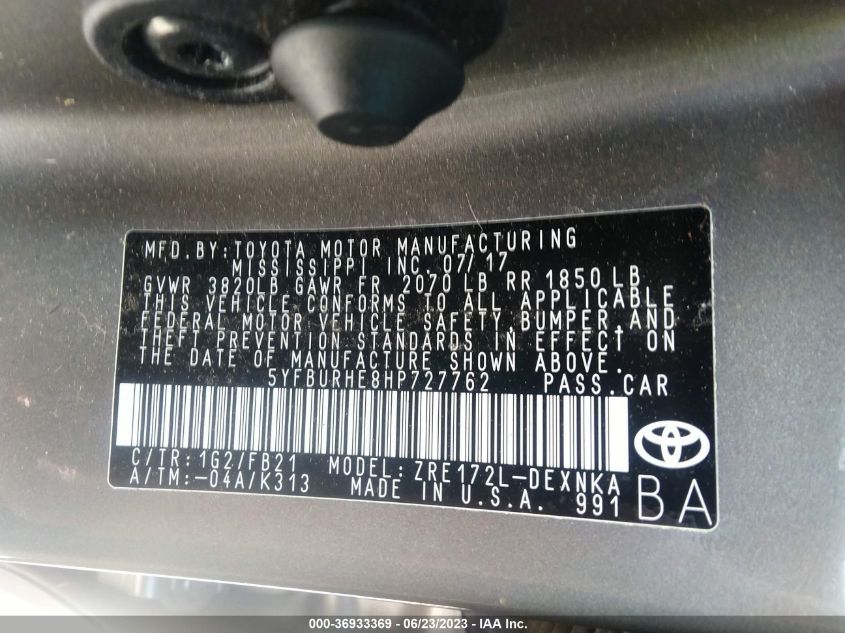 MFD.BY:TOYOTA MOTOR MANUFACTURING
MISSISSIPPI INC.07/17
GVWR 3820LB GAWR FR 2070 LB RR 1850 LB
THIS VEHICLE CONFORMS TO ALL APPLICABLE
FEDERAL MOTOR VEHICLE SAFETY,BUMPER,AND
THEFT PREVENTION STANDARDS IN EFFECT ON
THE DATE OF MANUFACTURE SHOWN ABOVE.
5YFBURHE8HP727762 PASS.CAR
C/TR:1G2/FB21 MODEL:ZRE172L-DEXNKA
A/TM:-04A/K313 MADE IN U.S.A. 991
BA
000-36933369 / 06/23/2023 - IAA Inc.